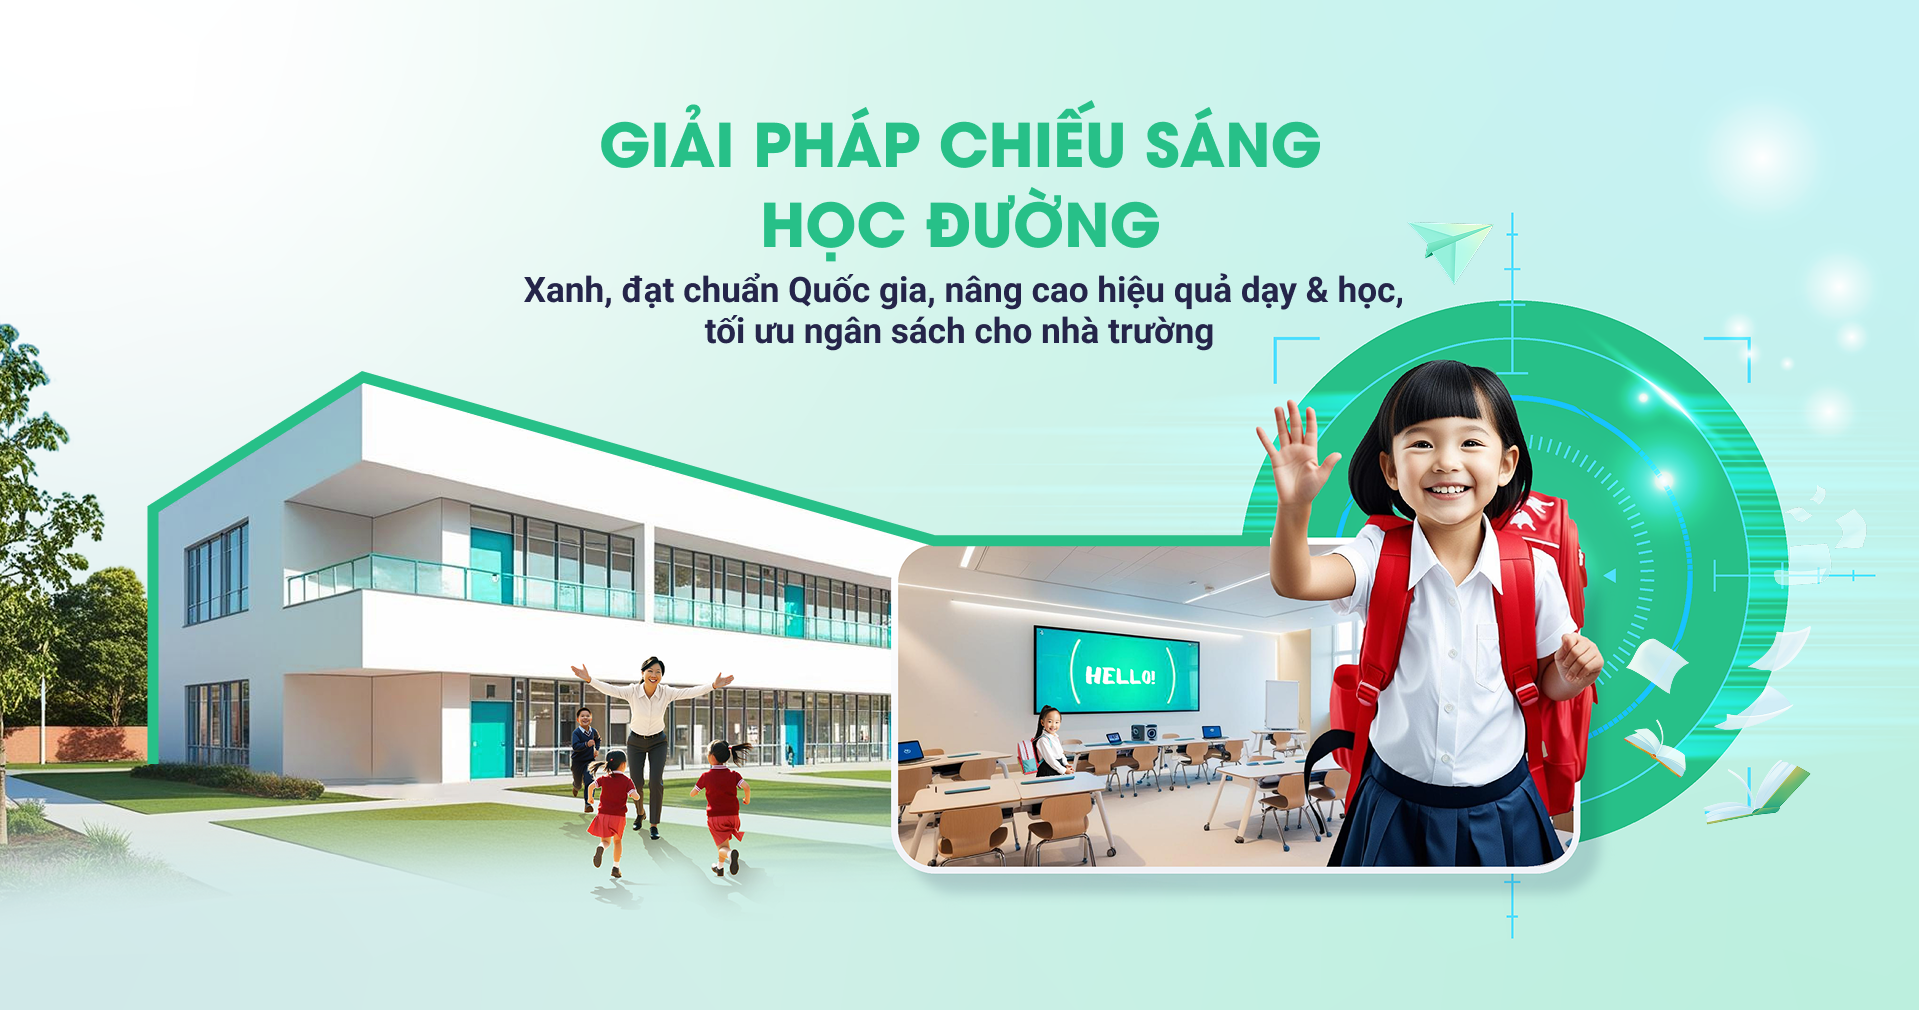 GIẢI PHÁP CHIẾU SÁNG
HỌC ĐƯỜNG
Xanh, đạt chuẩn Quốc gia, nâng cao hiệu quả dạy & học,
tối ưu ngân sách cho nhà trường
HELLO!